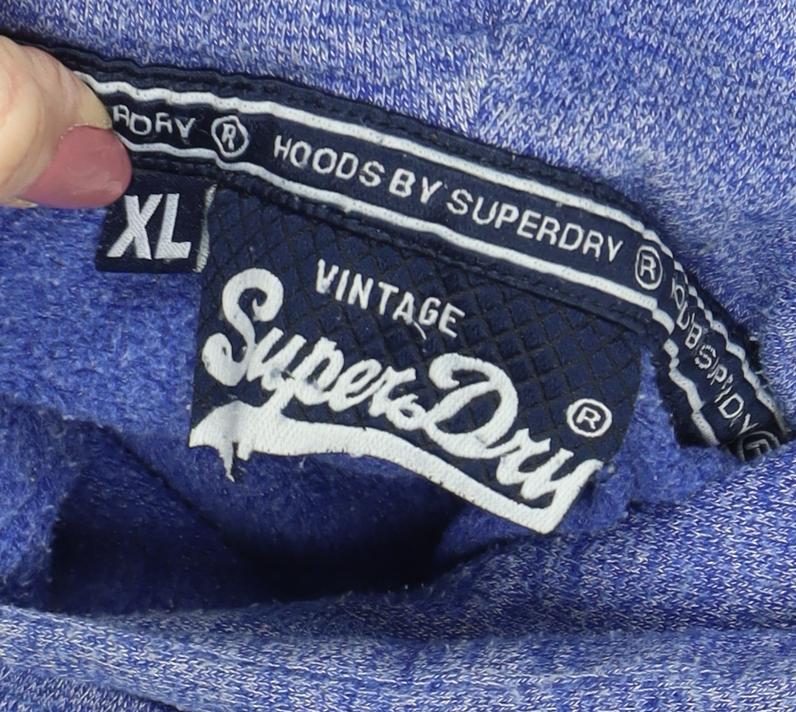 RDRY ® HOODS BY SUPERDRY ®
XL
VINTAGE
SuperDry ®